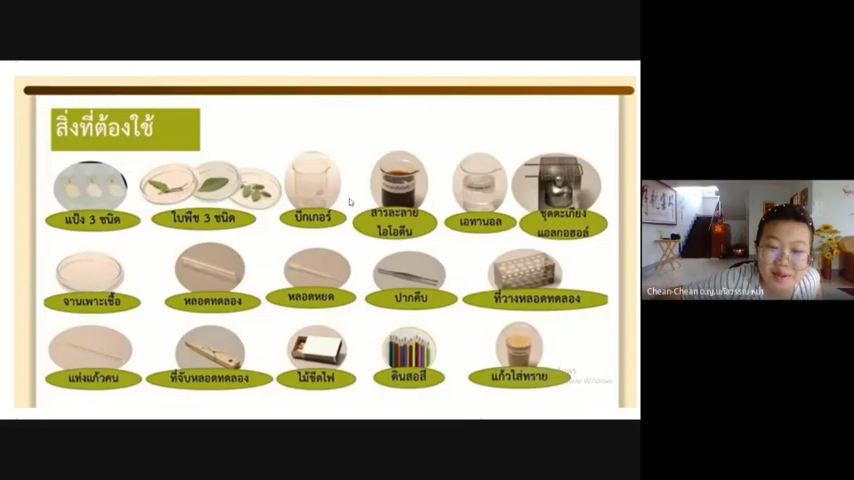 สิ่งที่ต้องใช้
แป้ง 3 ชนิด
ใบพืช 3 ชนิด
บีกเกอร์
สารละลาย
ไอโอดีน
เอทานอล
ชุดตะเกียง
แอลกอฮอล์
จานเพาะเชื้อ
หลอดทดลอง
หลอดหยด
ปากคีบ
ที่วางหลอดทดลอง
แท่งแก้วคน
ที่จับหลอดทดลอง
ไม้ขีดไฟ
ดินสอสี
แก้วใส่ทราย
Windows
Chean-Chean